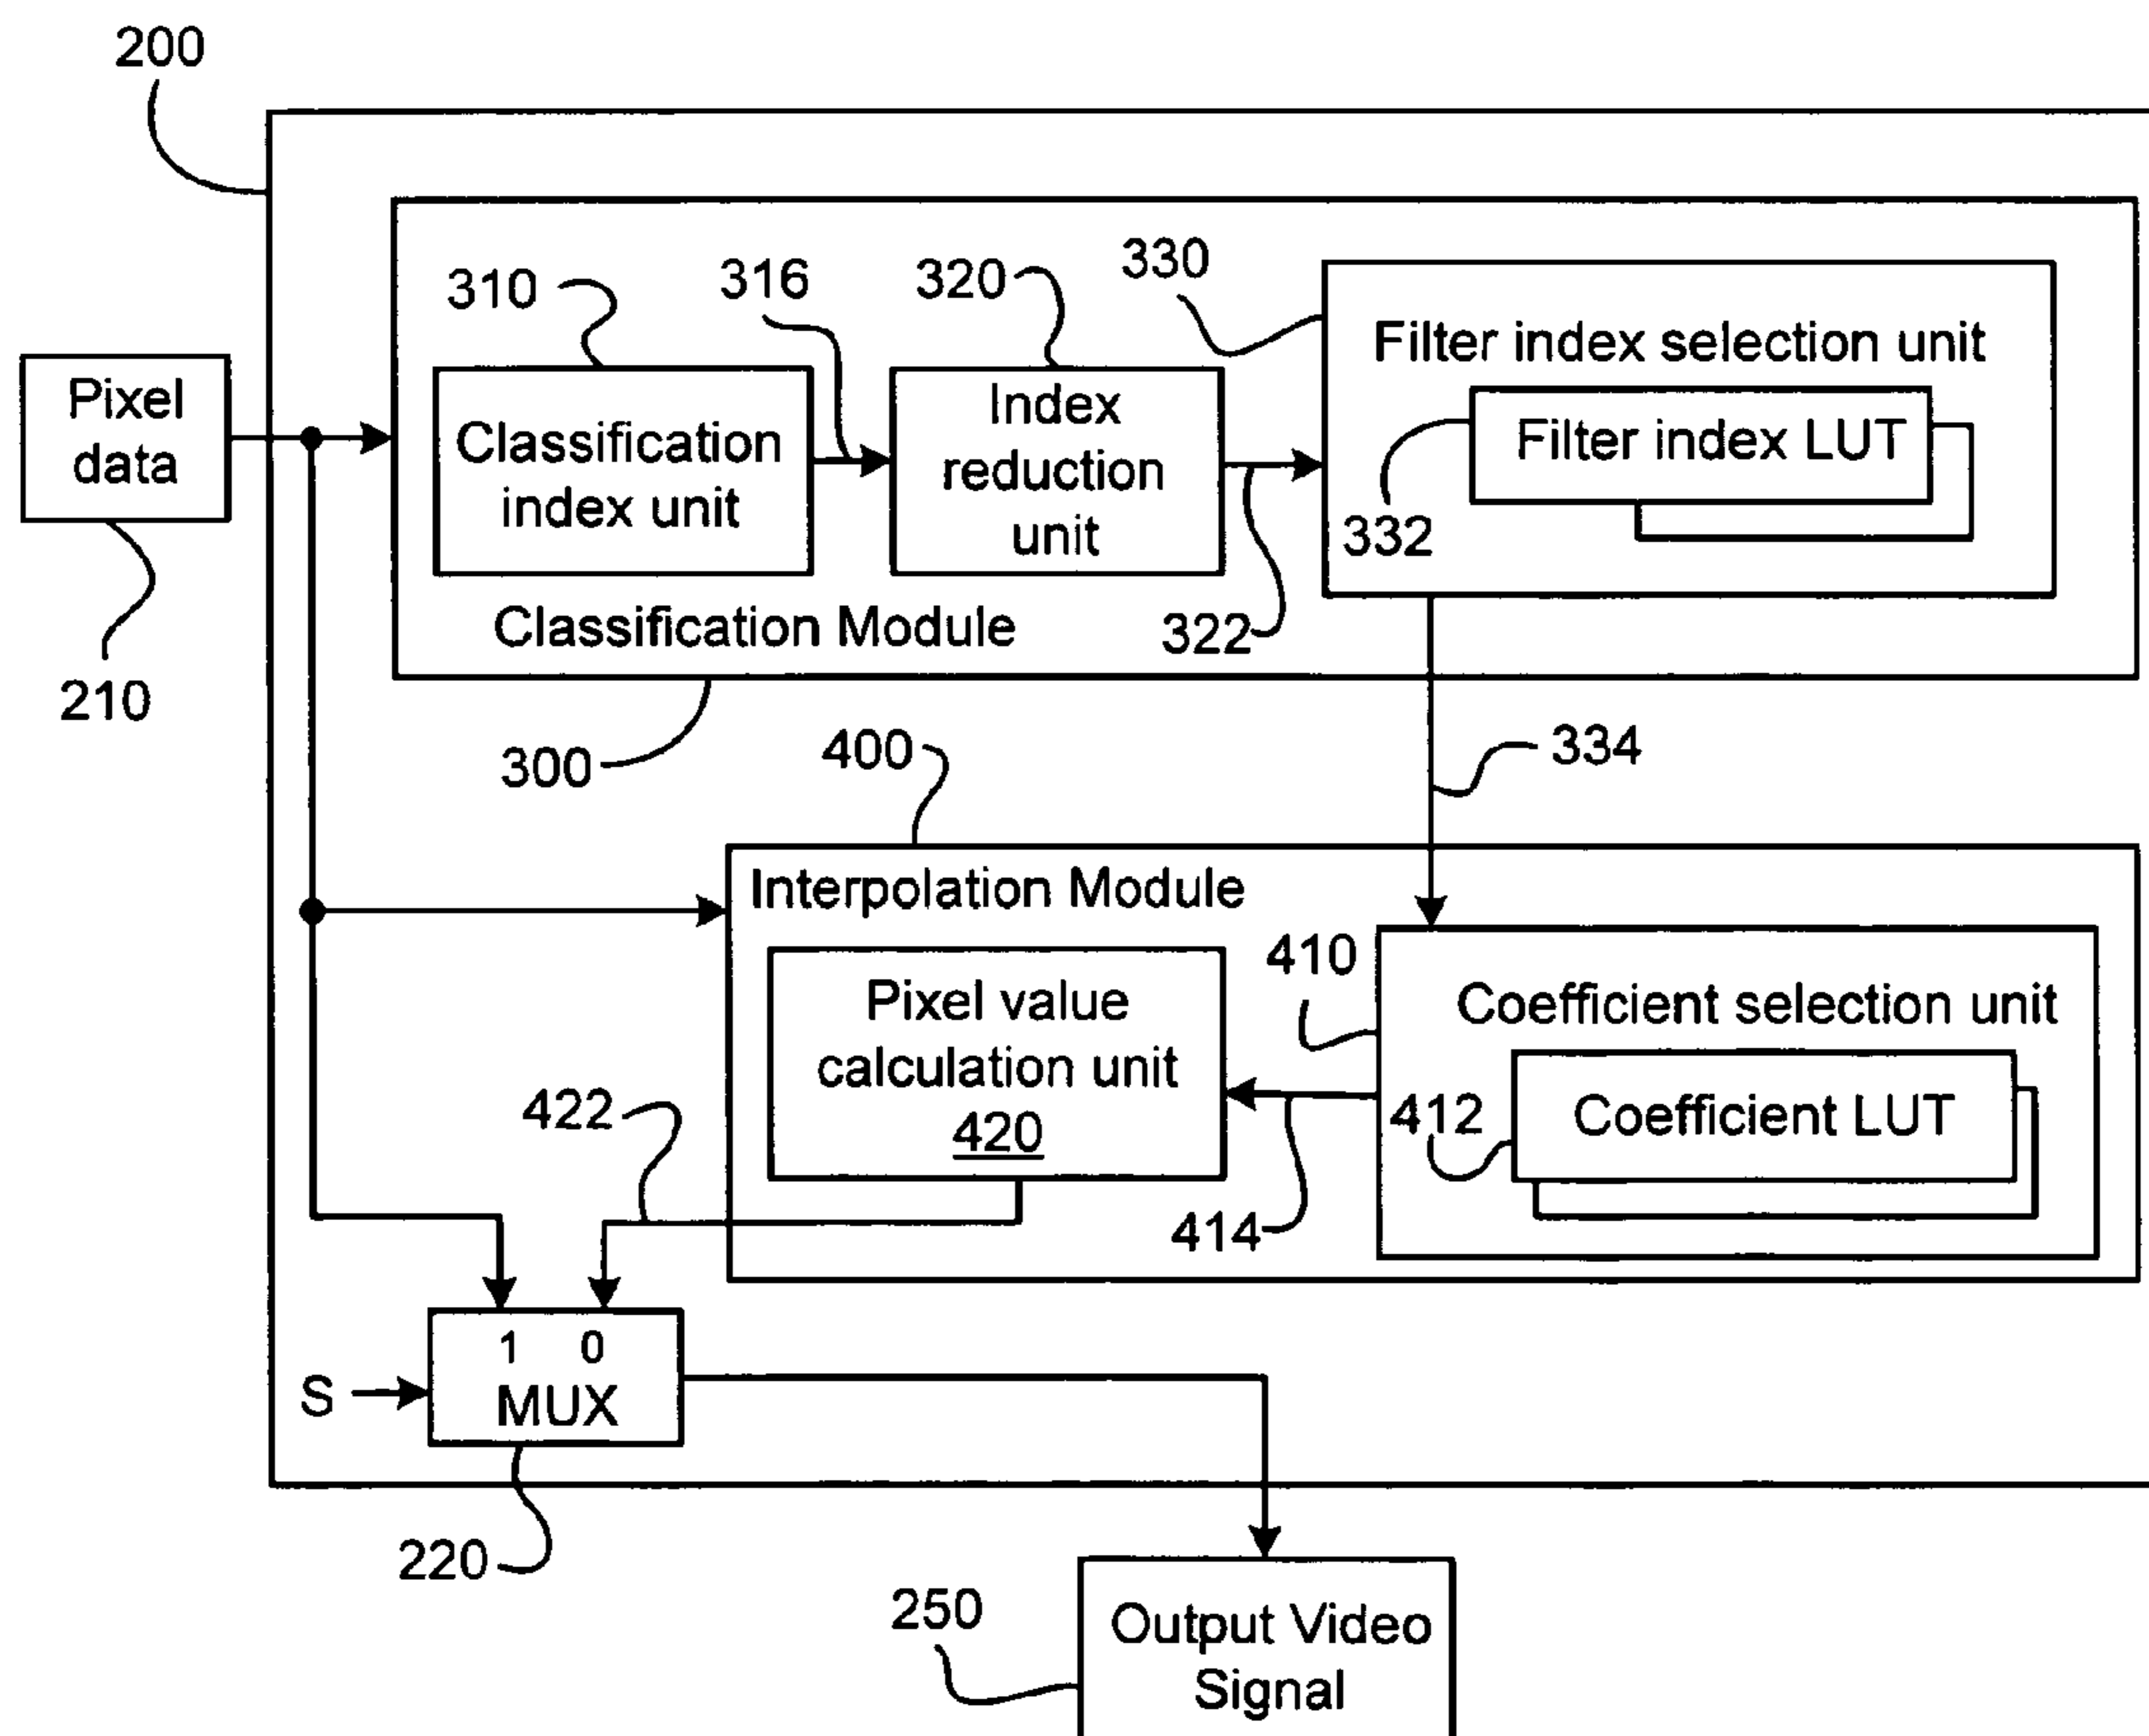 200
310
316
320
330
Filter index selection unit
Filter index LUT
332
Pixel
data
210
Classification
index unit
Index
reduction
unit
322
Classification Module
300
400
334
Interpolation Module
Pixel value
calculation unit
420
410
Coefficient selection unit
412
Coefficient LUT
414
422
1 0
MUX
S
220
250
Output Video
Signal